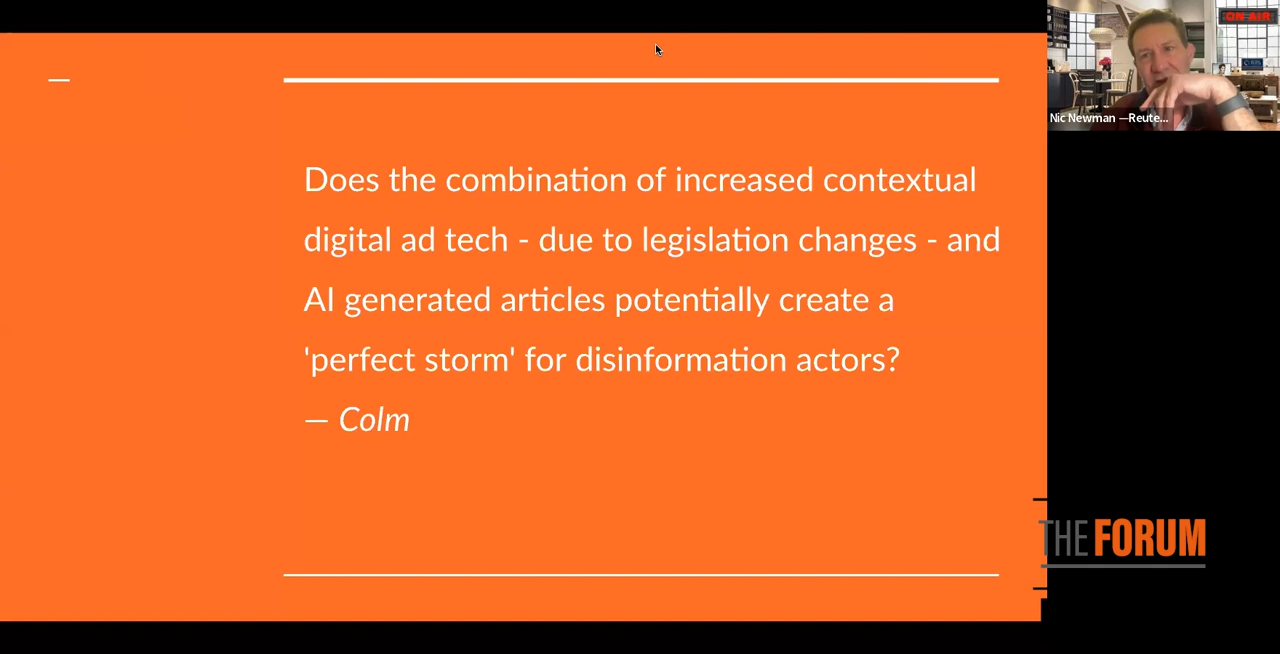 ON AIR
Nic Newman —Reute...
Does the combination of increased contextual
digital ad tech - due to legislation changes - and
AI generated articles potentially create a
'perfect storm' for disinformation actors?
— Colm
THE FORUM